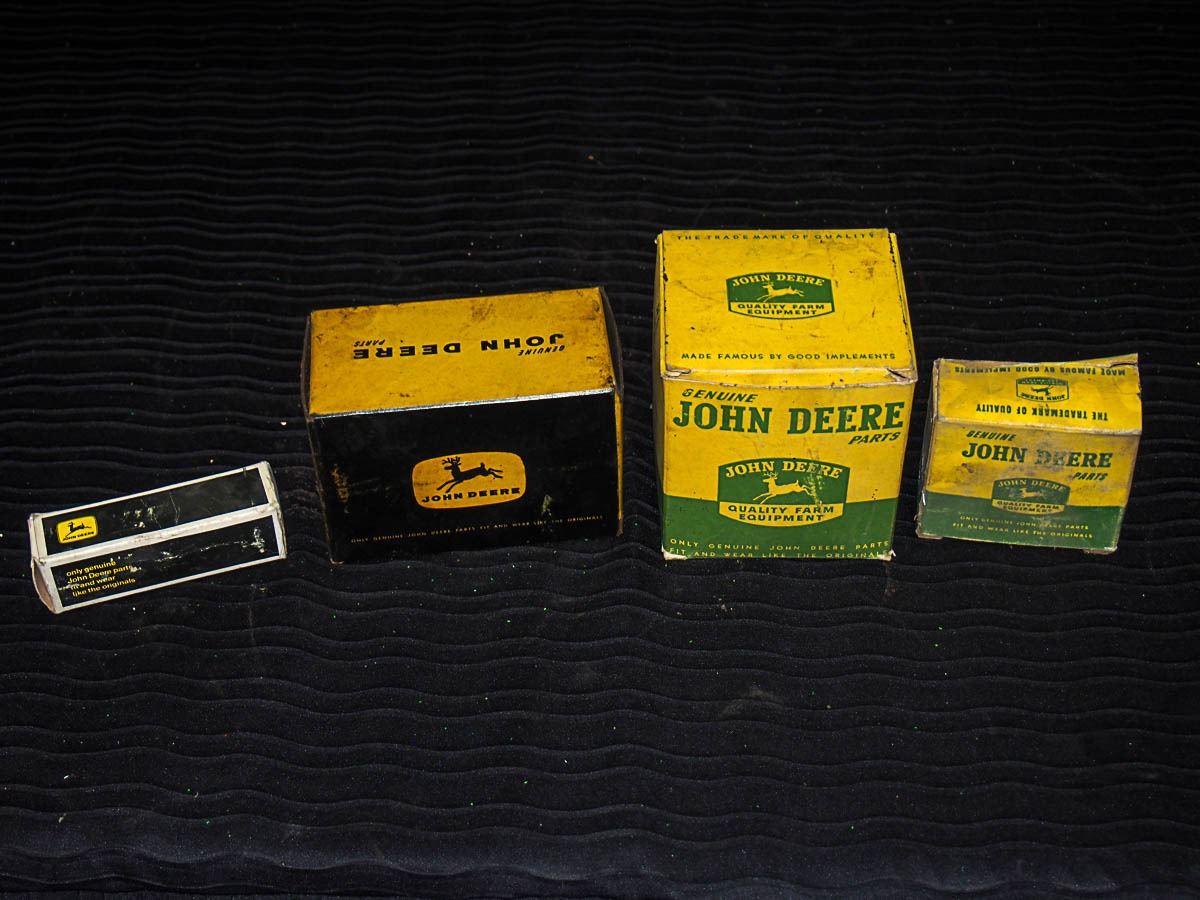 JOHN DEERE
only genuine
John Deere parts
fit and wear
like the originals
GENUINE
JOHN DEERE
PARTS
JOHN DEERE
ONLY GENUINE JOHN DEERE PARTS FIT AND WEAR LIKE THE ORIGINALS
THE TRADEMARK OF QUALITY
JOHN DEERE
QUALITY FARM
EQUIPMENT
MADE FAMOUS BY GOOD IMPLEMENTS
GENUINE
JOHN DEERE
PARTS
JOHN DEERE
QUALITY FARM
EQUIPMENT
ONLY GENUINE JOHN DEERE PARTS
FIT AND WEAR LIKE THE ORIGINALS
MADE FAMOUS BY GOOD IMPLEMENTS
THE TRADEMARK OF QUALITY
GENUINE
JOHN DEERE
PARTS
JOHN DEERE
QUALITY FARM
EQUIPMENT
ONLY GENUINE JOHN DEERE PARTS
FIT AND WEAR LIKE THE ORIGINALS